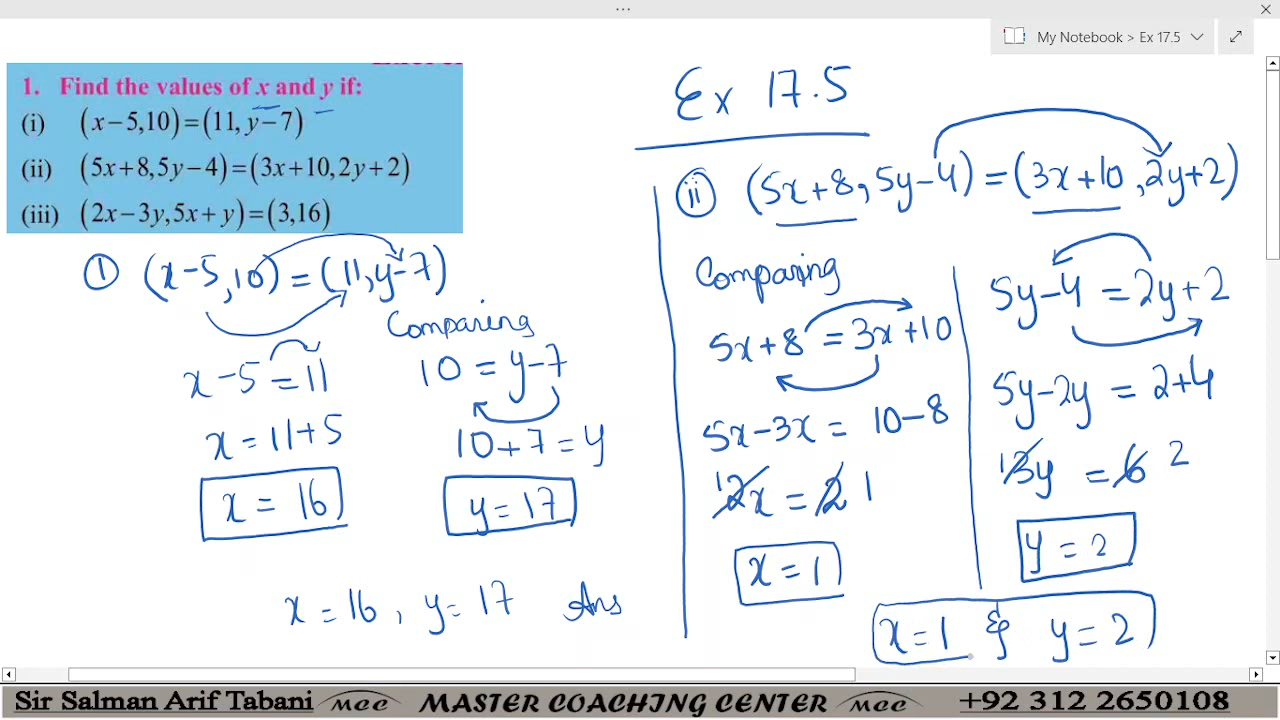 My Notebook > Ex 17.5
1. Find the values of x and y if:
(i) (x−5,10)=(11, y−7)
(ii) (5x+8,5y−4)=(3x+10,2y+2)
(iii) (2x−3y,5x+y)=(3,16)
① (x−5,10) = (11,y−7)
x−5 = 11
x = 11+5
x = 16
Comparing
10 = y−7
10+7 = y
y = 17
x = 16, y = 17 Ans
Ex 17.5
ii (5x+8, 5y−4) = (3x+10, 2y+2)
Comparing
5x+8 = 3x+10
5x−3x = 10−8
1 2x = 2 1
x = 1
5y−4 = 2y+2
5y−2y = 2+4
1 3y = 6 2
y = 2
x = 1 & y = 2
Sir Salman Arif Tabani mcc MASTER COACHING CENTER mcc +92 312 2650108